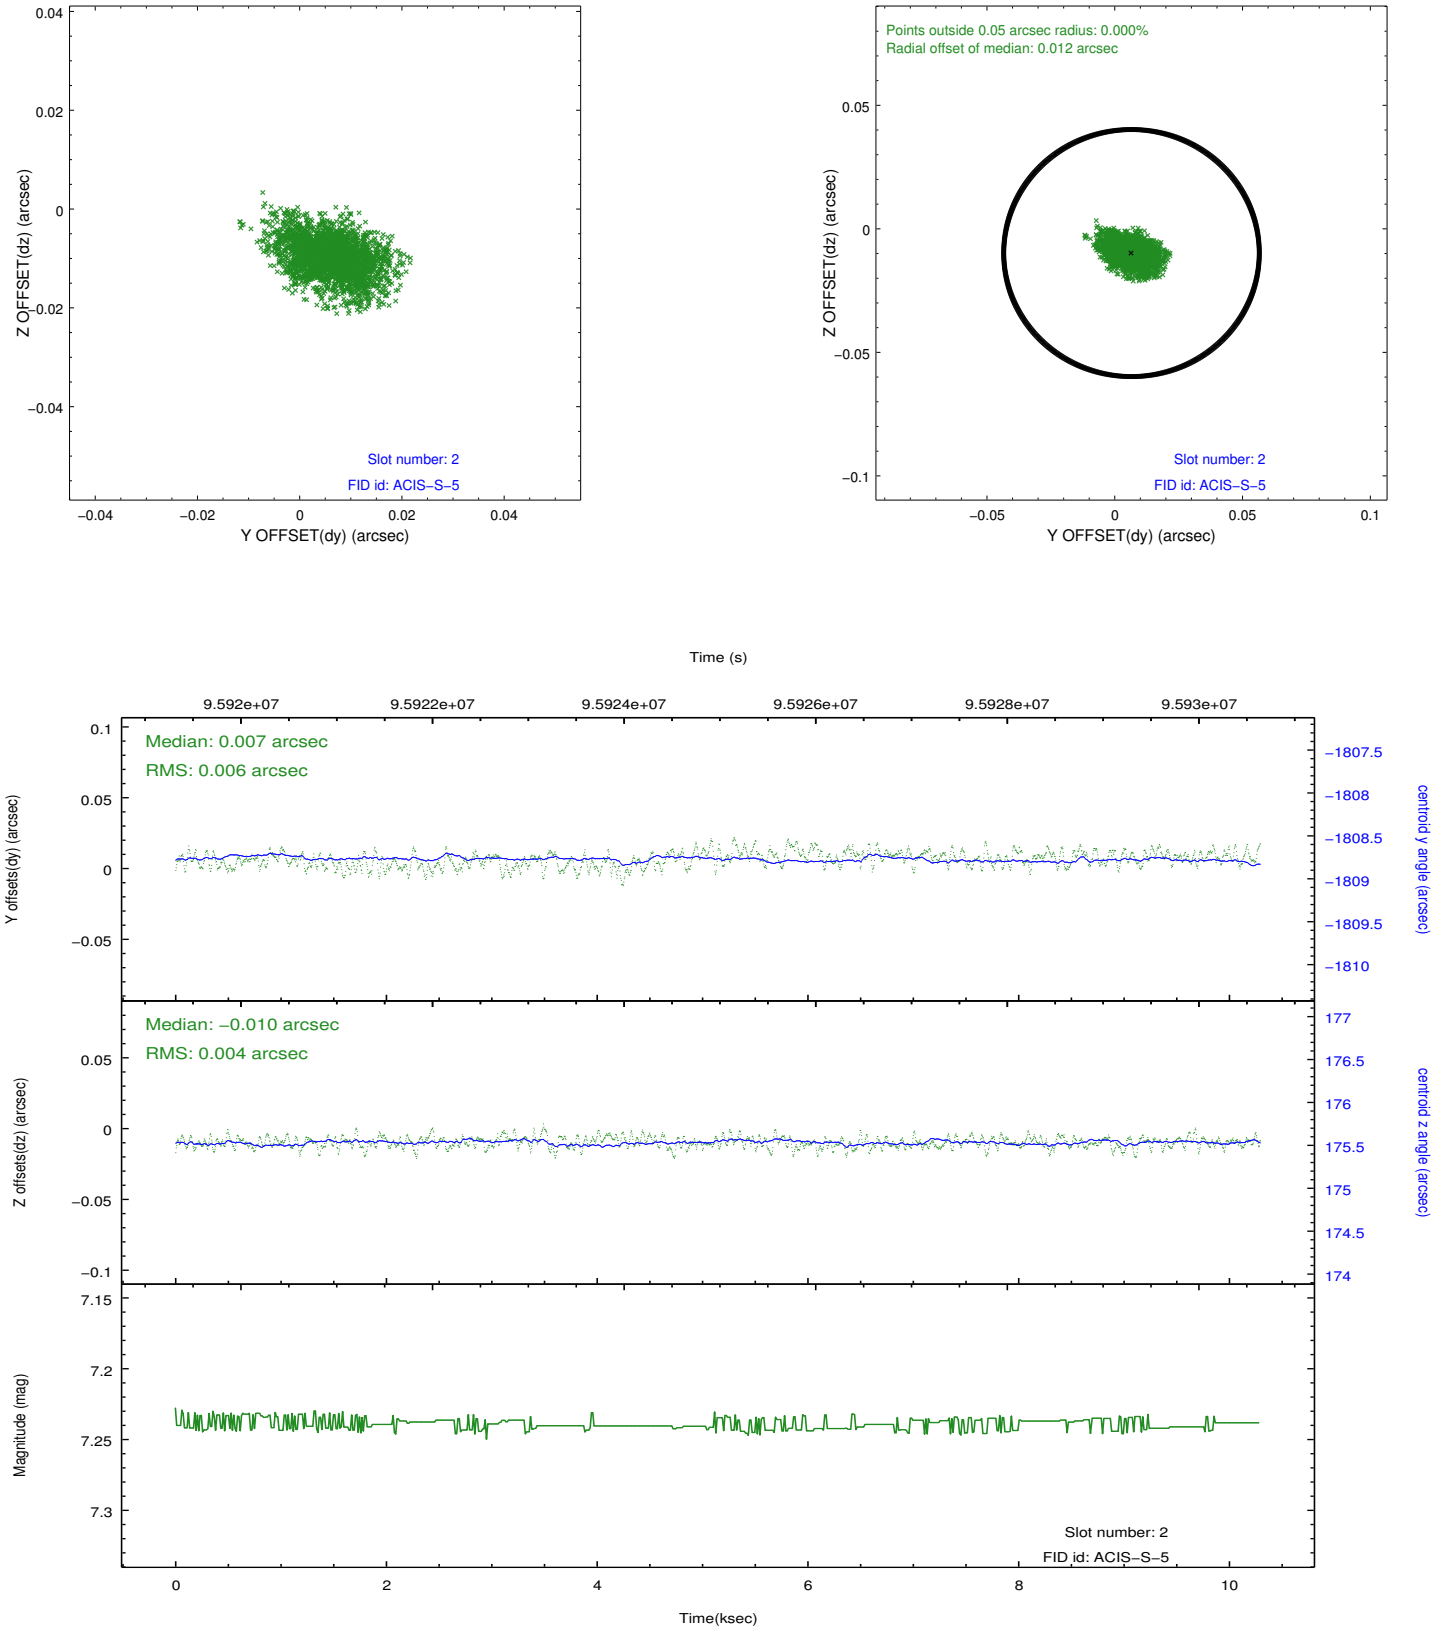 0.04
0.02
0
−0.02
−0.04
Z OFFSET(dz) (arcsec)
Slot number: 2
FID id: ACIS−S−5
−0.04
−0.02
0
0.02
0.04
Y OFFSET(dy) (arcsec)
Points outside 0.05 arcsec radius: 0.000%
Radial offset of median: 0.012 arcsec
0.05
0
−0.05
−0.1
Z OFFSET(dz) (arcsec)
Slot number: 2
FID id: ACIS−S−5
−0.05
0
0.05
0.1
Y OFFSET(dy) (arcsec)
Time (s)
9.592e+07
9.5922e+07
9.5924e+07
9.5926e+07
9.5928e+07
9.593e+07
Median: 0.007 arcsec
RMS: 0.006 arcsec
0.1
0.05
0
−0.05
Y offsets(dy) (arcsec)
−1807.5
−1808
−1808.5
−1809
−1809.5
−1810
centroid y angle (arcsec)
Median: −0.010 arcsec
RMS: 0.004 arcsec
0.05
0
−0.05
−0.1
Z offsets(dz) (arcsec)
177
176.5
176
175.5
175
174.5
174
centroid z angle (arcsec)
7.15
7.2
7.25
7.3
Magnitude (mag)
Slot number: 2
FID id: ACIS−S−5
0
2
4
6
8
10
Time(ksec)